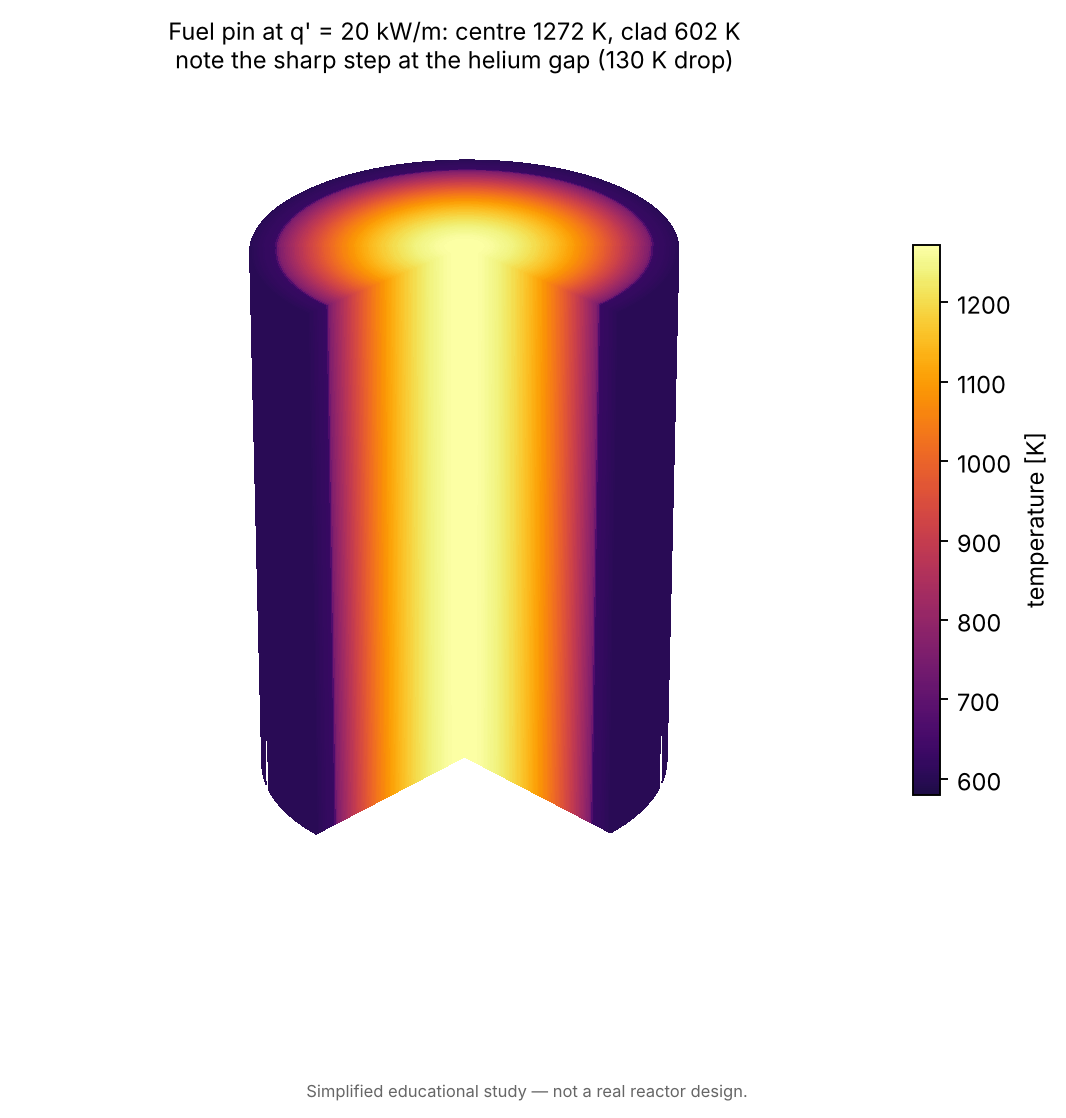 Fuel pin at q' = 20 kW/m: centre 1272 K, clad 602 K
note the sharp step at the helium gap (130 K drop)
1200
1100
1000
900
800
700
600
temperature [K]
Simplified educational study — not a real reactor design.